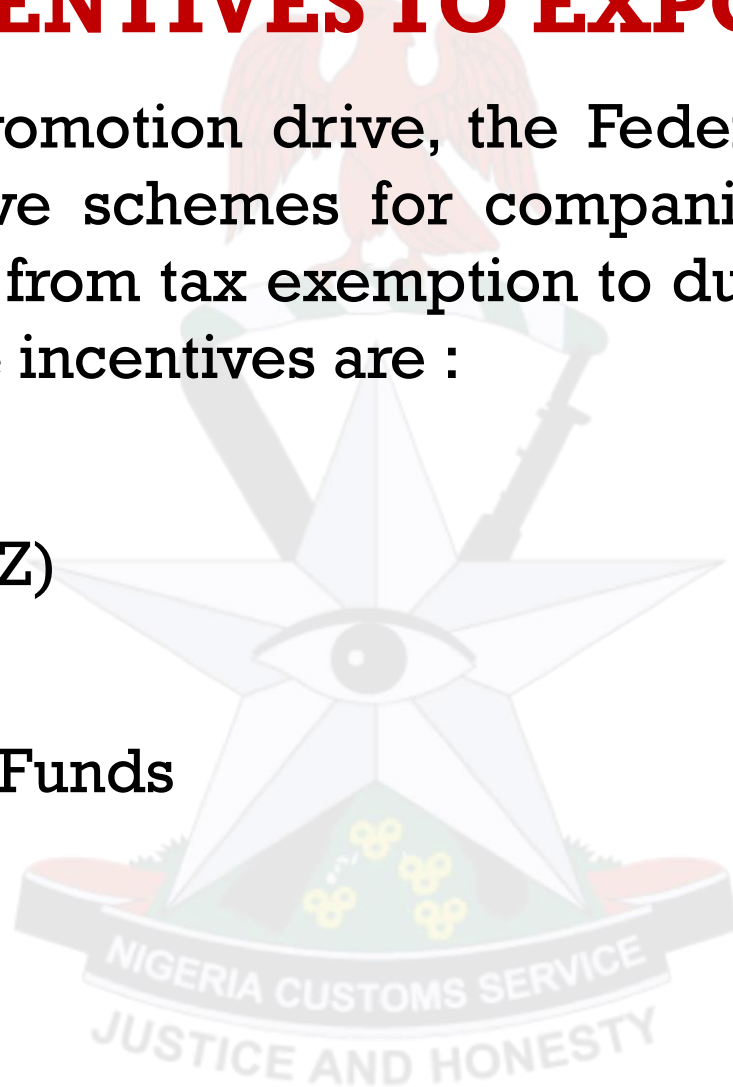 ENTIVES TO EXPO
romotion drive, the Feder
ve schemes for compani
from tax exemption to du
e incentives are :
Z)
Funds
NIGERIA CUSTOMS SERVICE
JUSTICE AND HONESTY